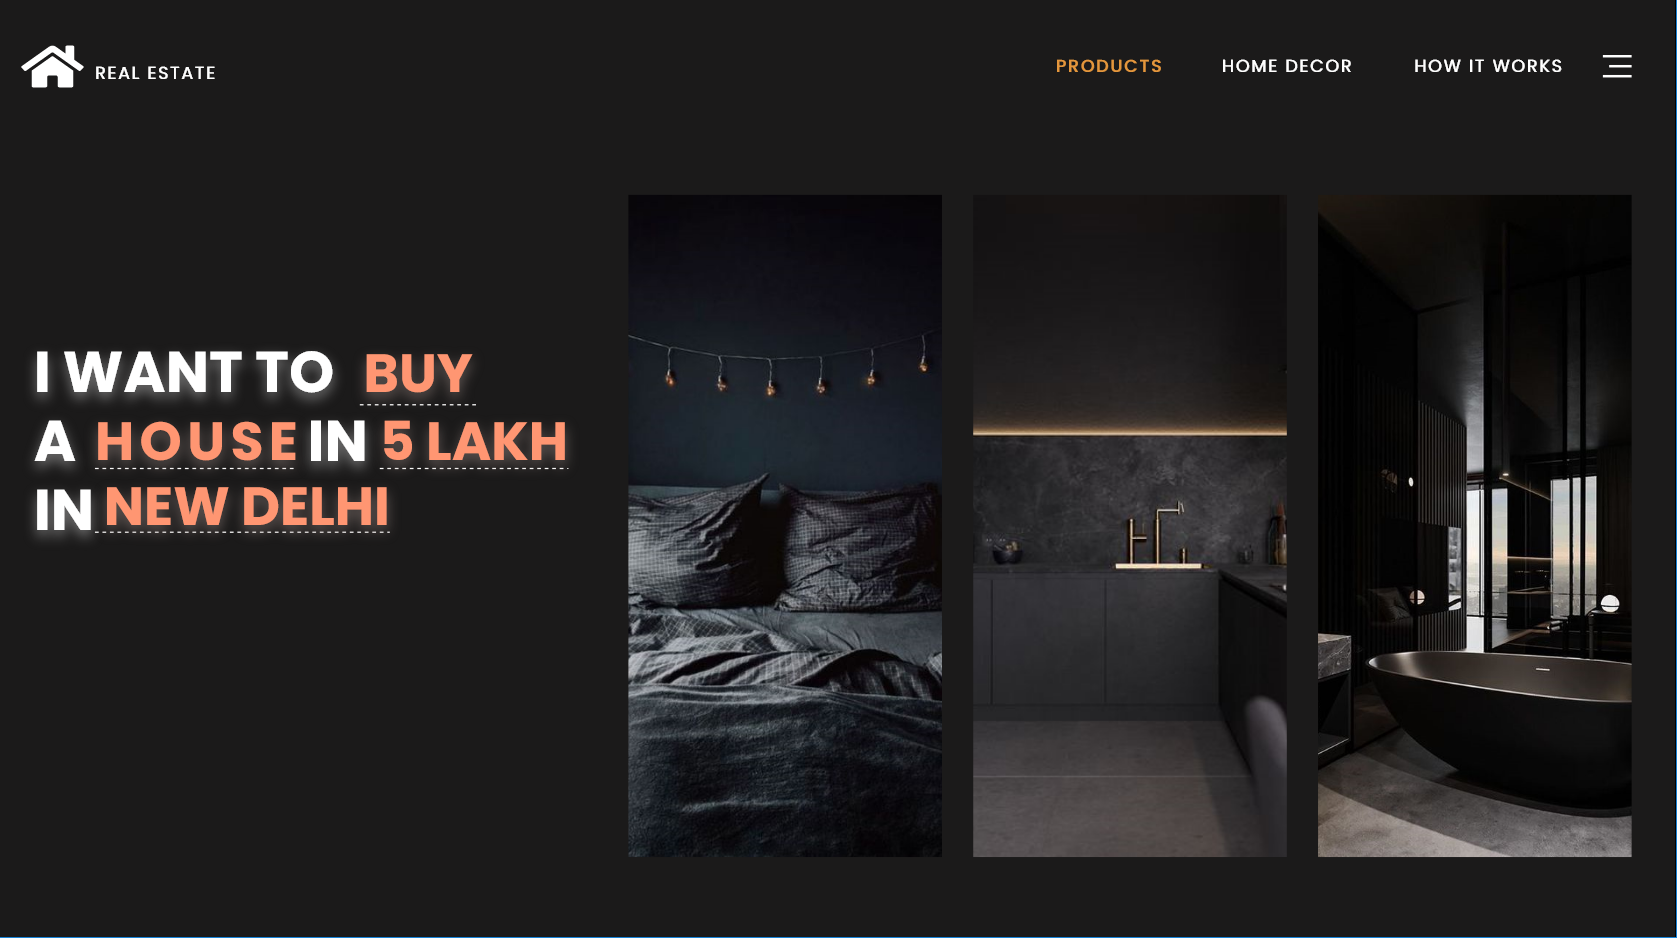 REAL ESTATE
PRODUCTS
HOME DECOR
HOW IT WORKS
I WANT TO BUY
A HOUSE IN 5 LAKH
IN NEW DELHI